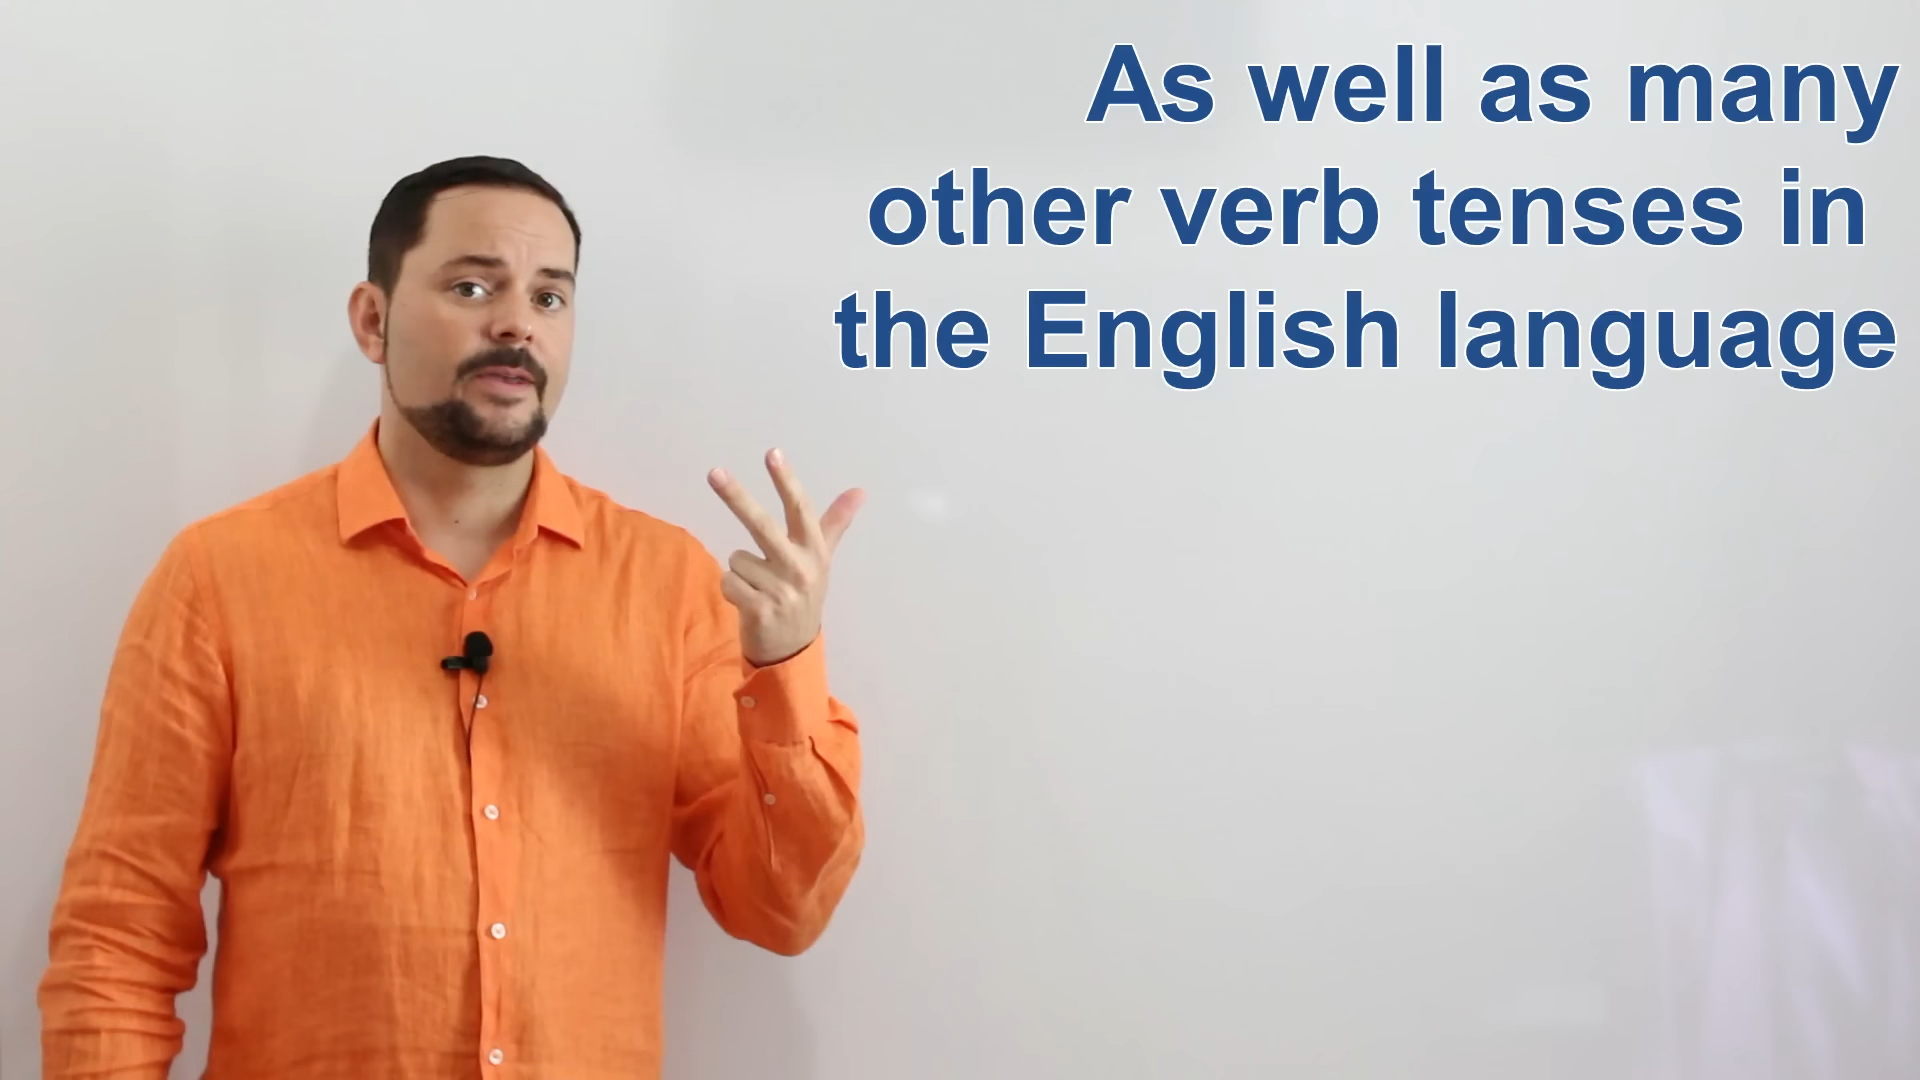 As well as many
other verb tenses in
the English language